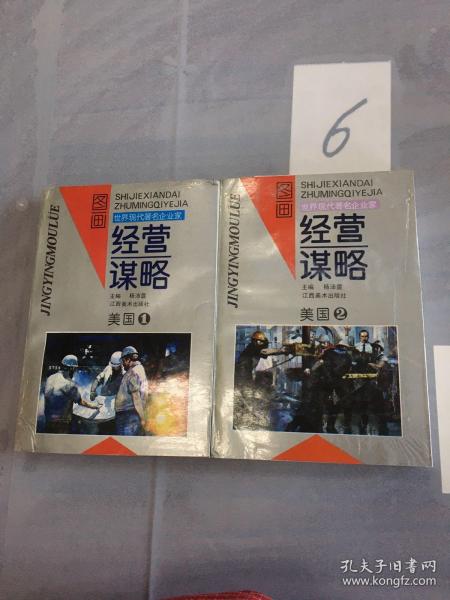 6
图画
SHIJIEXIANDAI
ZHUMINGQIYEJIA
世界现代著名企业家
JINGYINGMOULUE
经营
谋略
主编 杨沛霆
江西美术出版社
美国1
图画
SHIJIEXIANDAI
ZHUMINGQIYEJIA
世界现代著名企业家
JINGYINGMOULUE
经营
谋略
主编 杨沛霆
江西美术出版社
美国2
孔夫子旧书网
www.kongfz.com